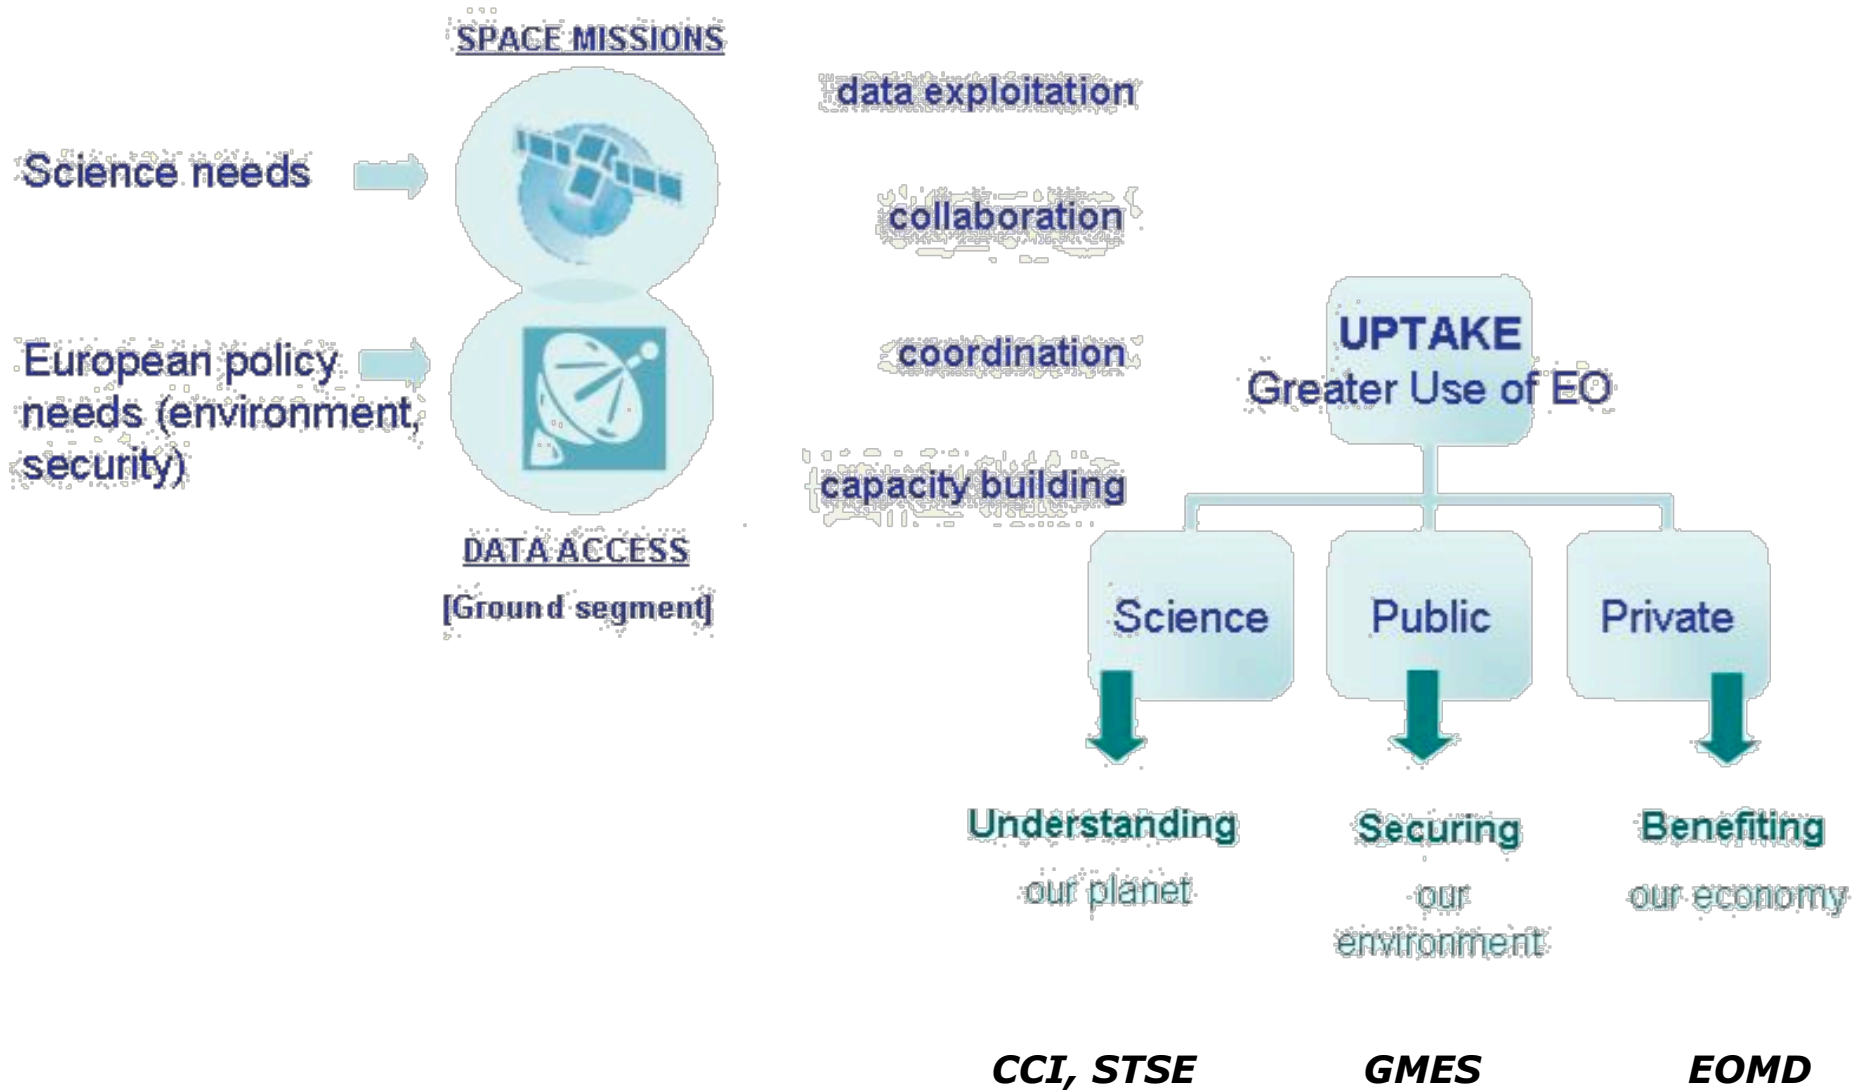 SPACE MISSIONS
Science needs
European policy
needs (environment,
security)
DATA ACCESS
[Ground segment]
data exploitation
collaboration
coordination
capacity building
UPTAKE
Greater Use of EO
Science
Public
Private
Understanding
our planet
Securing
our
environment
Benefiting
our economy
CCI, STSE
GMES
EOMD